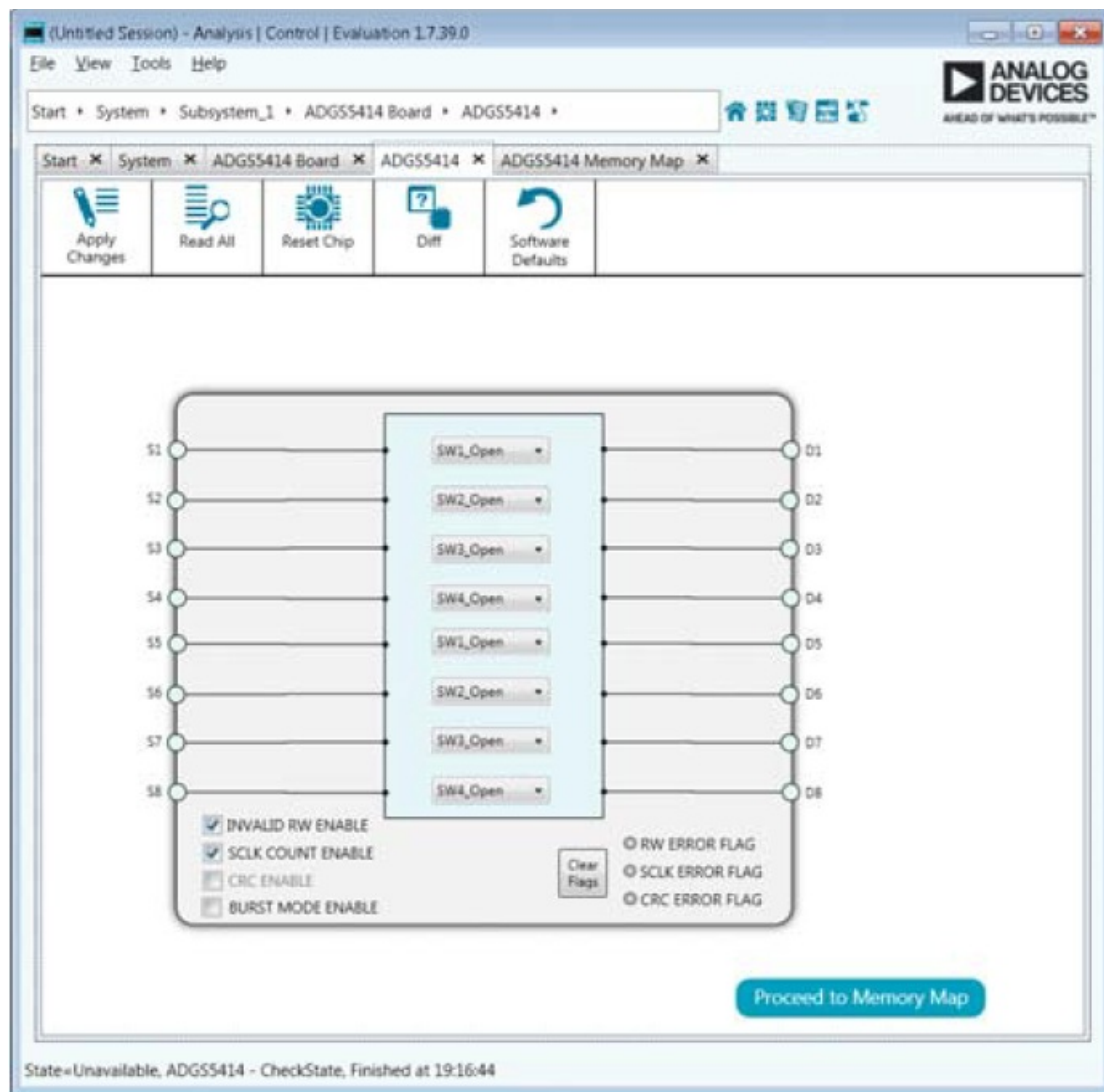 (Untitled Session) - Analysis | Control | Evaluation 1.7.39.0
File View Tools Help
ANALOG
DEVICES
AHEAD OF WHAT'S POSSIBLE™
Start System Subsystem_1 ADGS5414 Board ADGS5414
Start System ADGS5414 Board ADGS5414 ADGS5414 Memory Map
Apply
Changes
Read All
Reset Chip
Diff
Software
Defaults
S1 SW1_Open D1
S2 SW2_Open D2
S3 SW3_Open D3
S4 SW4_Open D4
S5 SW1_Open D5
S6 SW2_Open D6
S7 SW3_Open D7
S8 SW4_Open D8
INVALID RW ENABLE
SCLK COUNT ENABLE
CRC ENABLE
BURST MODE ENABLE
Clear
Flags
RW ERROR FLAG
SCLK ERROR FLAG
CRC ERROR FLAG
Proceed to Memory Map
State=Unavailable, ADGS5414 - CheckState, Finished at 19:16:44